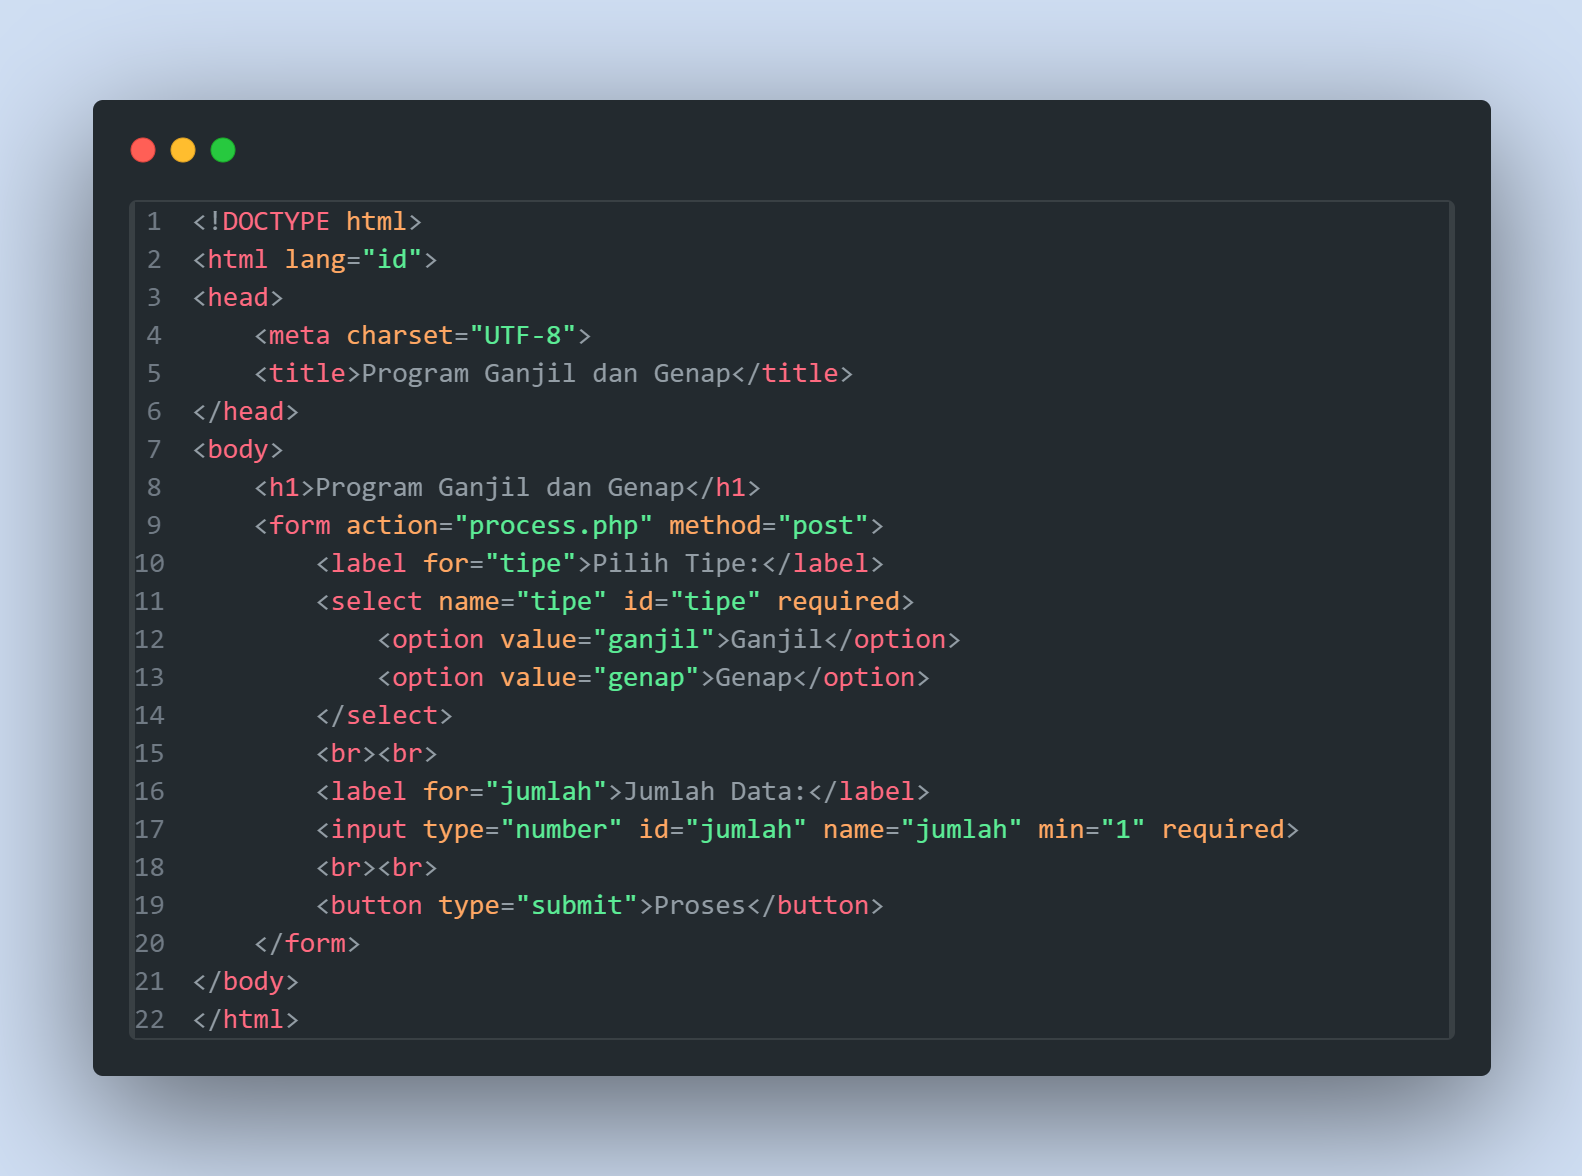 1 <!DOCTYPE html>
2 <html lang="id">
3 <head>
4     <meta charset="UTF-8">
5     <title>Program Ganjil dan Genap</title>
6 </head>
7 <body>
8     <h1>Program Ganjil dan Genap</h1>
9     <form action="process.php" method="post">
10         <label for="tipe">Pilih Tipe:</label>
11         <select name="tipe" id="tipe" required>
12             <option value="ganjil">Ganjil</option>
13             <option value="genap">Genap</option>
14         </select>
15         <br><br>
16         <label for="jumlah">Jumlah Data:</label>
17         <input type="number" id="jumlah" name="jumlah" min="1" required>
18         <br><br>
19         <button type="submit">Proses</button>
20     </form>
21 </body>
22 </html>